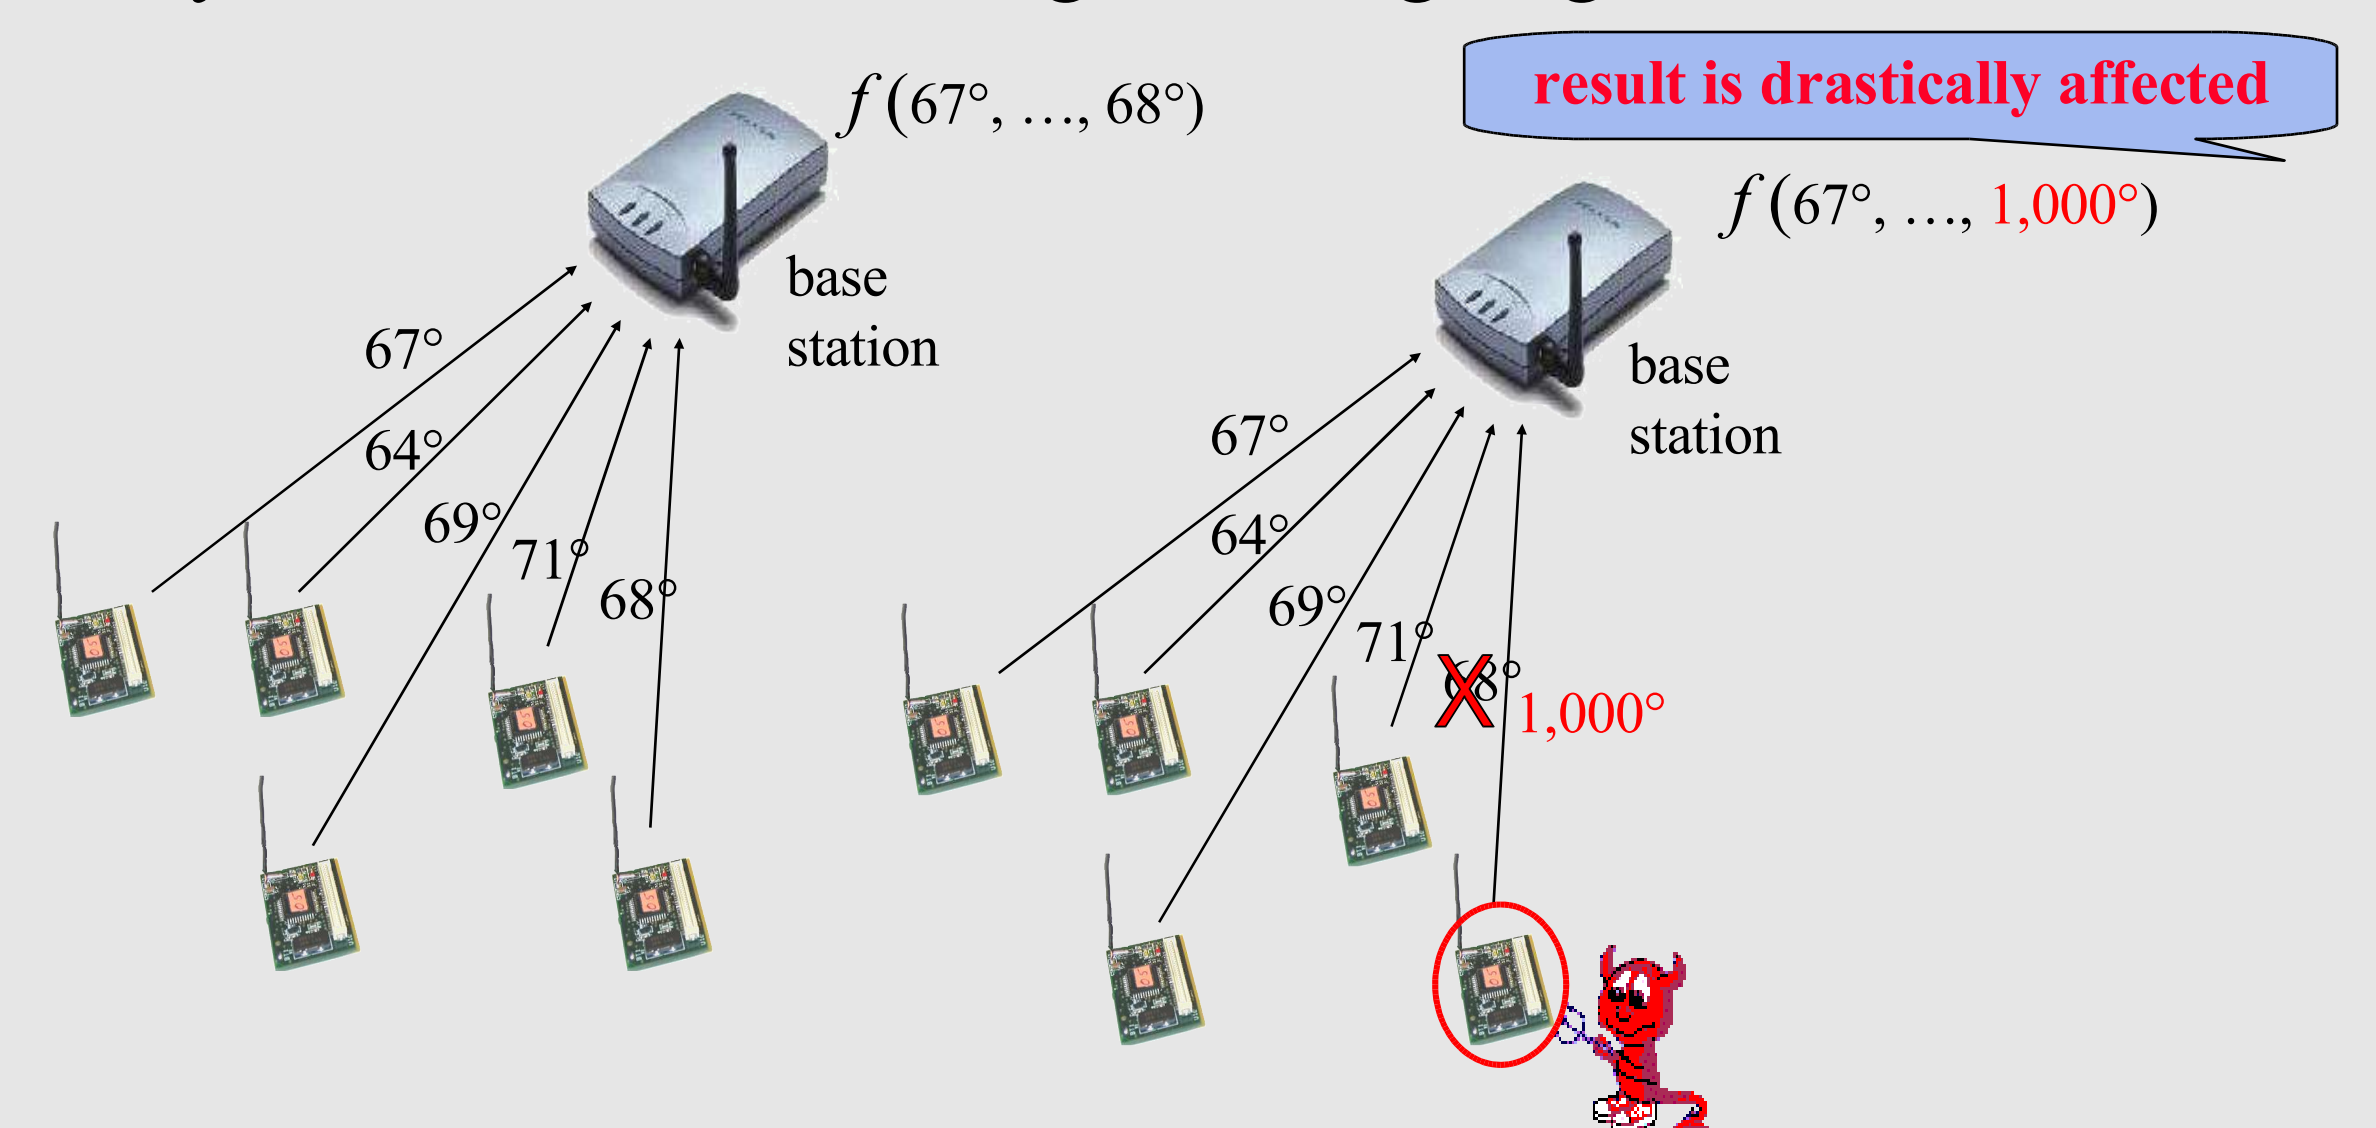 result is drastically affected
f (67°, …, 68°)
f (67°, …, 1,000°)
base
station
67°
64°
69°
71°
68°
base
station
67°
64°
69°
71°
68°
X
1,000°